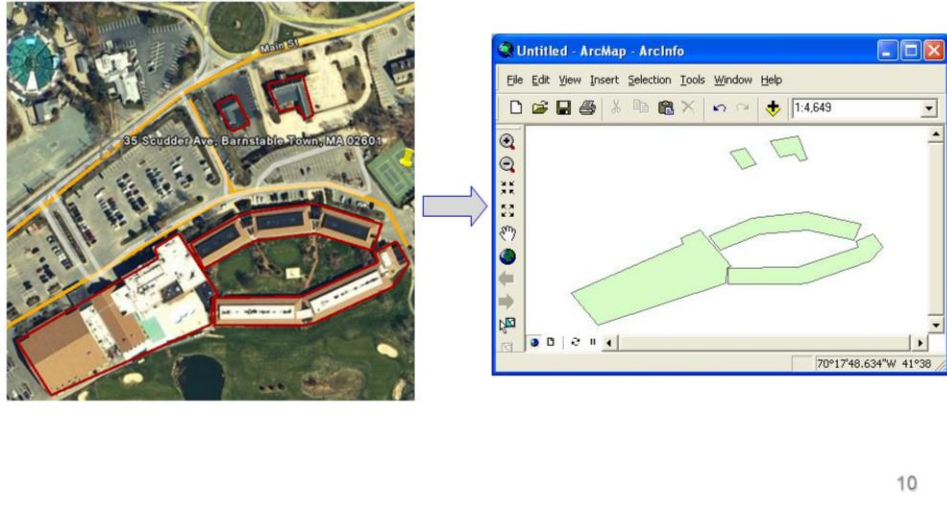 Main St
35 Scudder Ave, Barnstable Town, MA 02601
Untitled - ArcMap - ArcInfo
File Edit View Insert Selection Tools Window Help
1:4,649
70°17'48.634"W 41°38
10